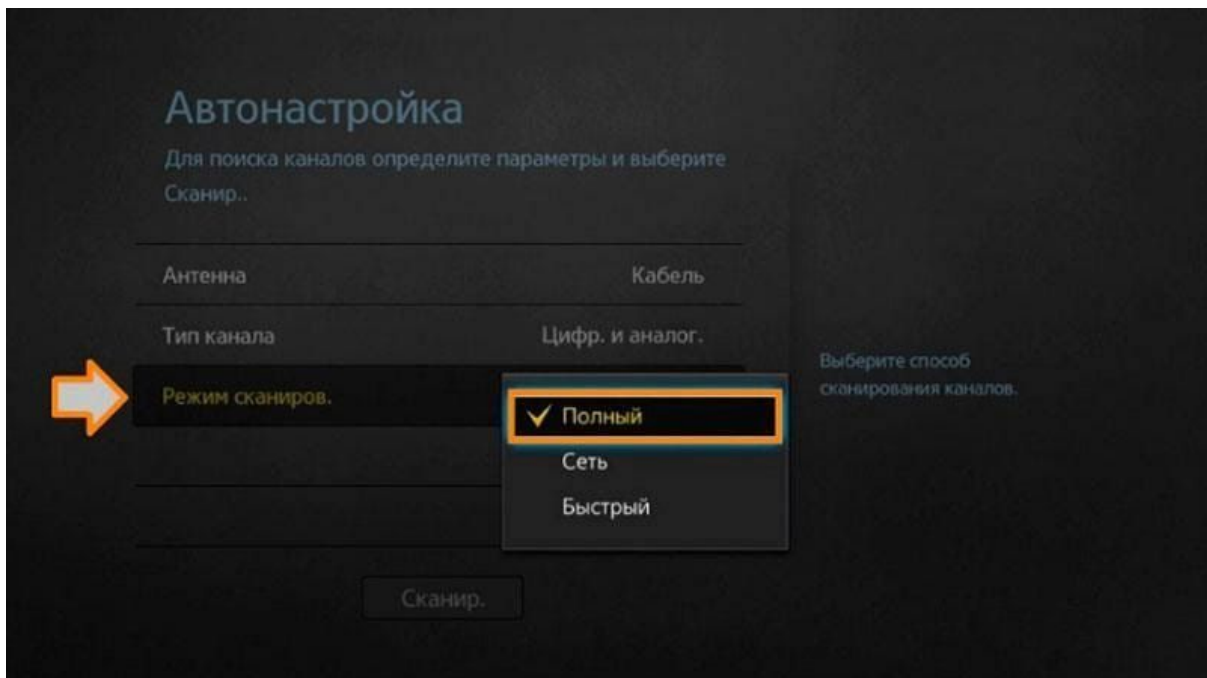 Автонастройка
Для поиска каналов определите параметры и выберите
Сканир..
Антенна Кабель
Тип канала Цифр. и аналог.
Режим сканиров.
Полный
Сеть
Быстрый
Выберите способ
сканирования каналов.
Сканир.